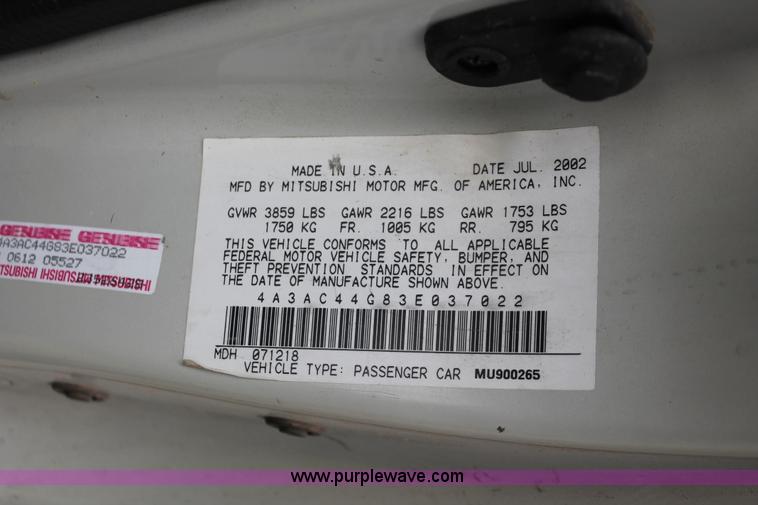 MADE IN U.S.A. DATE JUL. 2002
MFD BY MITSUBISHI MOTOR MFG. OF AMERICA, INC.
GVWR 3859 LBS GAWR 2216 LBS GAWR 1753 LBS
1750 KG FR. 1005 KG RR. 795 KG
THIS VEHICLE CONFORMS TO ALL APPLICABLE
FEDERAL MOTOR VEHICLE SAFETY, BUMPER, AND
THEFT PREVENTION STANDARDS IN EFFECT ON
THE DATE OF MANUFACTURE SHOWN ABOVE.
4A3AC44G83E037022
MDH 071218
VEHICLE TYPE: PASSENGER CAR MU900265
GENUINE GENUINE
4A3AC44G83E037022
0612 05527
MITSUBISHI MITSUBISHI
www.purplewave.com